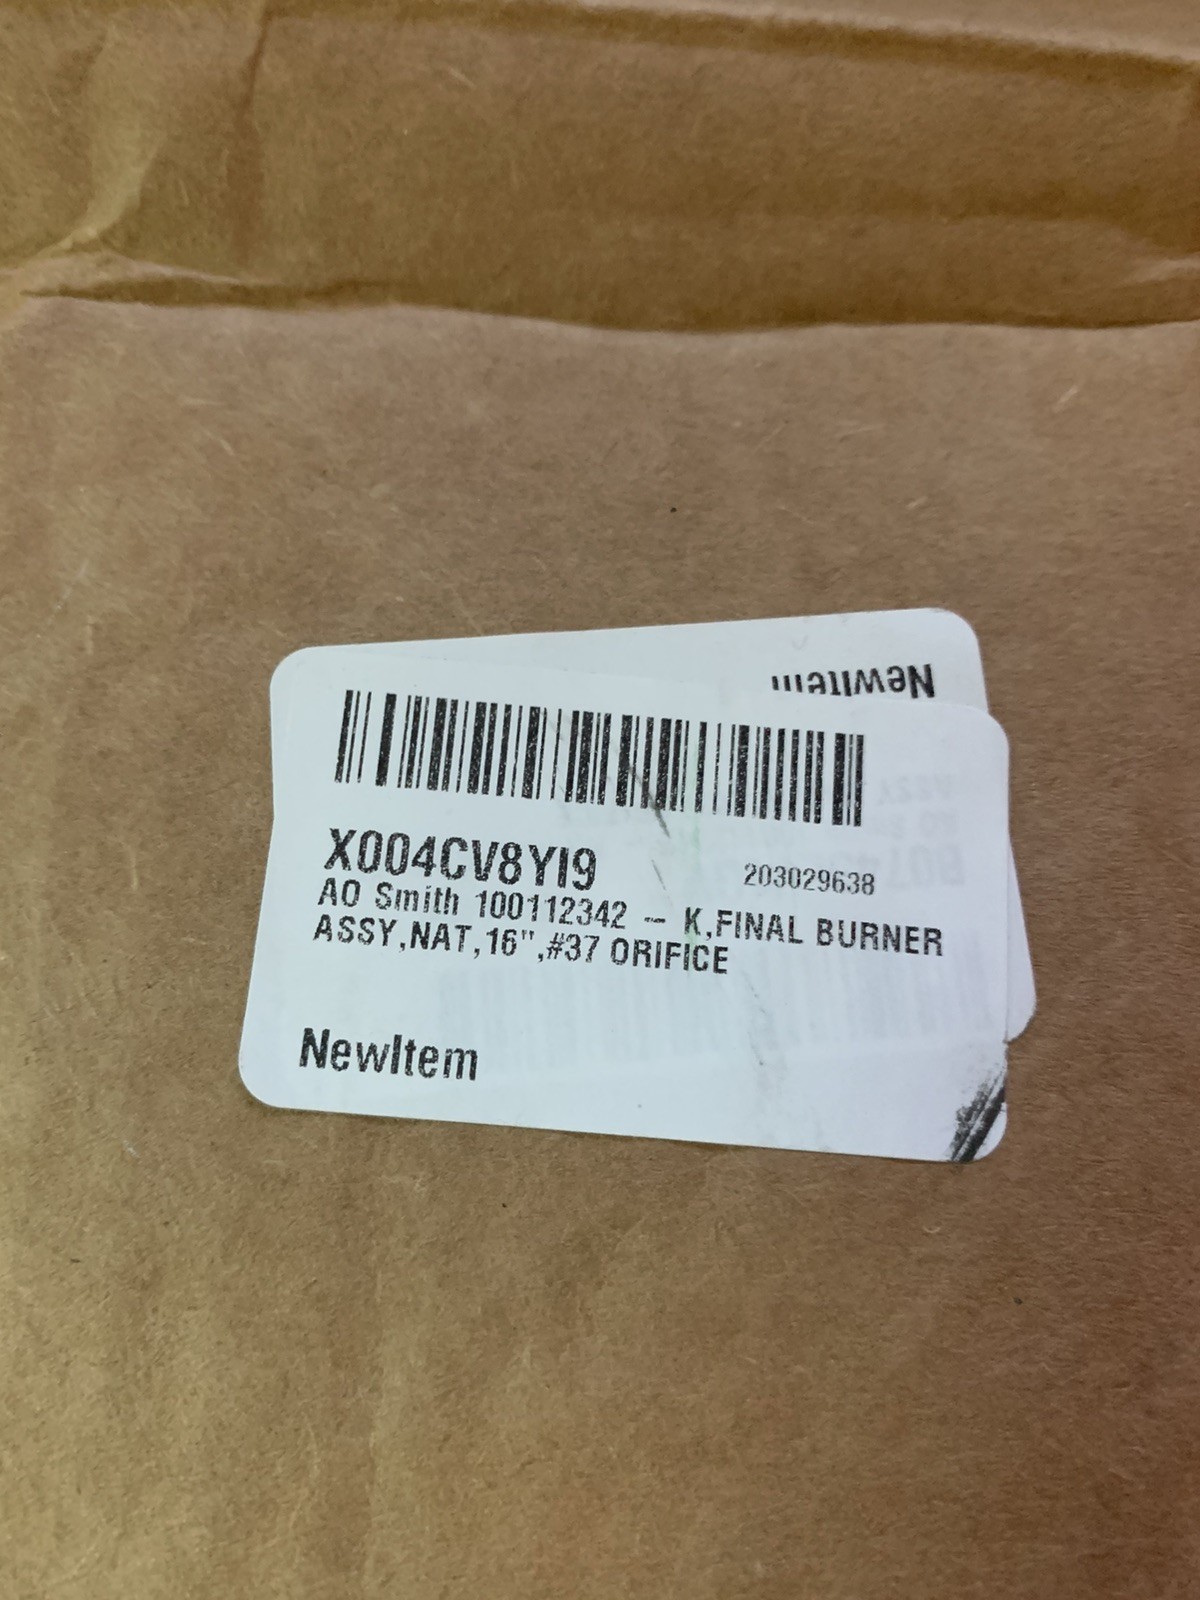 NewItem
X004CV8YI9
203029638
AO Smith 100112342 -- K,FINAL BURNER
ASSY,NAT,16",#37 ORIFICE
NewItem